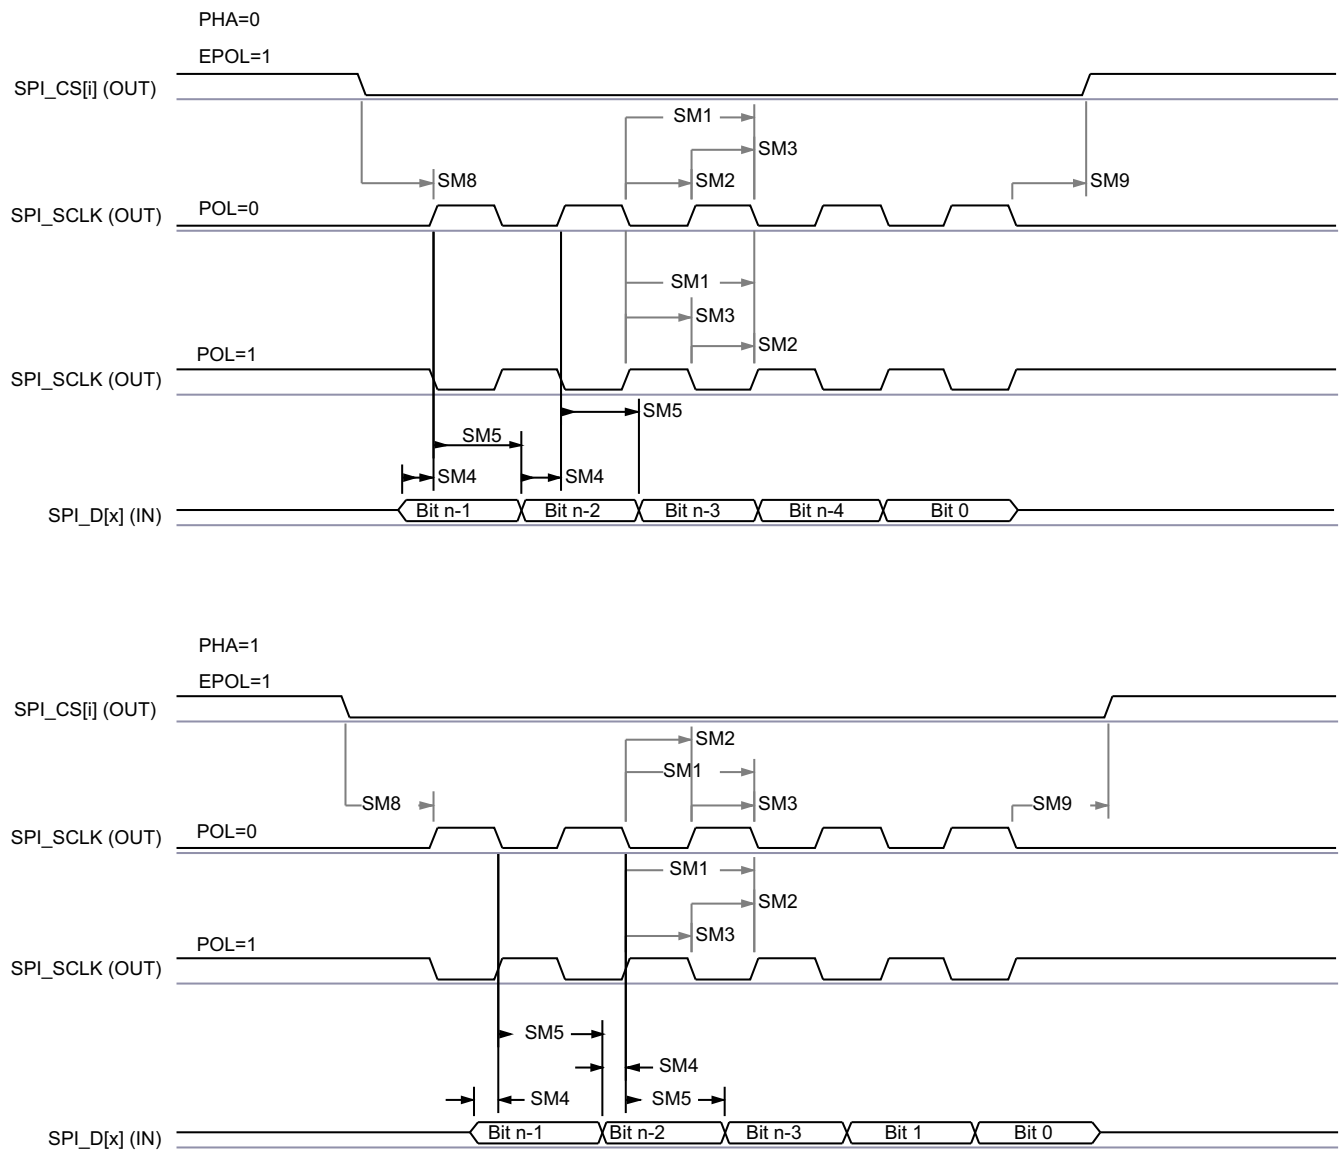 PHA=0
EPOL=1
SPI_CS[i] (OUT)
SM1
SM3
SM8
SM2
SM9
POL=0
SPI_SCLK (OUT)
SM1
SM3
SM2
POL=1
SPI_SCLK (OUT)
SM5
SM5
SM4
SM4
SPI_D[x] (IN)
Bit n-1
Bit n-2
Bit n-3
Bit n-4
Bit 0
PHA=1
EPOL=1
SPI_CS[i] (OUT)
SM2
SM1
SM8
SM3
SM9
POL=0
SPI_SCLK (OUT)
SM1
SM2
SM3
POL=1
SPI_SCLK (OUT)
SM5
SM4
SM4
SM5
SPI_D[x] (IN)
Bit n-1
Bit n-2
Bit n-3
Bit 1
Bit 0